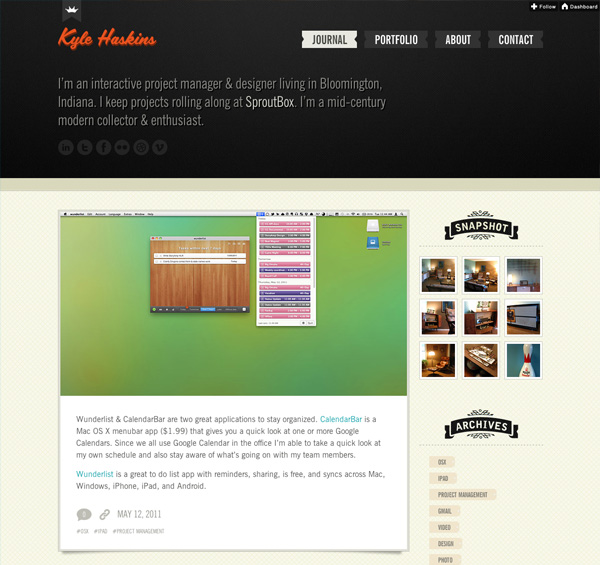 Follow
Dashboard
Kyle Haskins
JOURNAL
PORTFOLIO
ABOUT
CONTACT
I'm an interactive project manager & designer living in Bloomington,
Indiana. I keep projects rolling along at SproutBox. I'm a mid-century
modern collector & enthusiast.
SNAPSHOT
Wunderlist & CalendarBar are two great applications to stay organized. CalendarBar is a
Mac OS X menubar app ($1.99) that gives you a quick look at one or more Google
Calendars. Since we all use Google Calendar in the office I'm able to take a quick look at
my own schedule and also stay aware of what's going on with my team members.
Wunderlist is a great to do list app with reminders, sharing, is free, and syncs across Mac,
Windows, iPhone, iPad, and Android.
MAY 12, 2011
#OSX #IPAD #PROJECT MANAGEMENT
ARCHIVES
OSX
IPAD
PROJECT MANAGEMENT
GMAIL
VIDEO
DESIGN
PHOTO